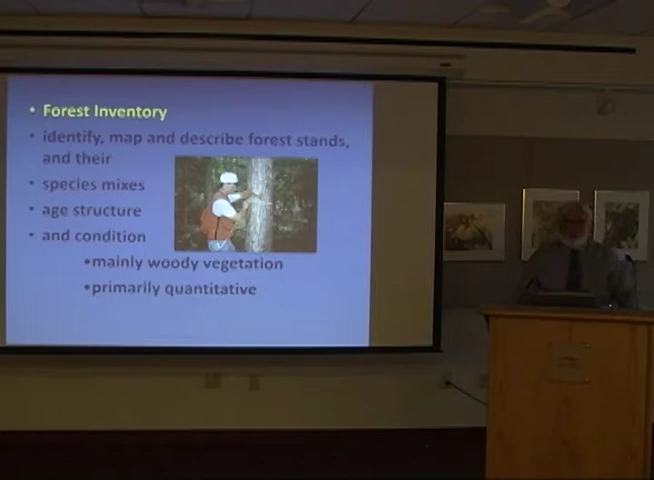 • Forest Inventory
• identify, map and describe forest stands,
and their
• species mixes
• age structure
• and condition
•mainly woody vegetation
•primarily quantitative